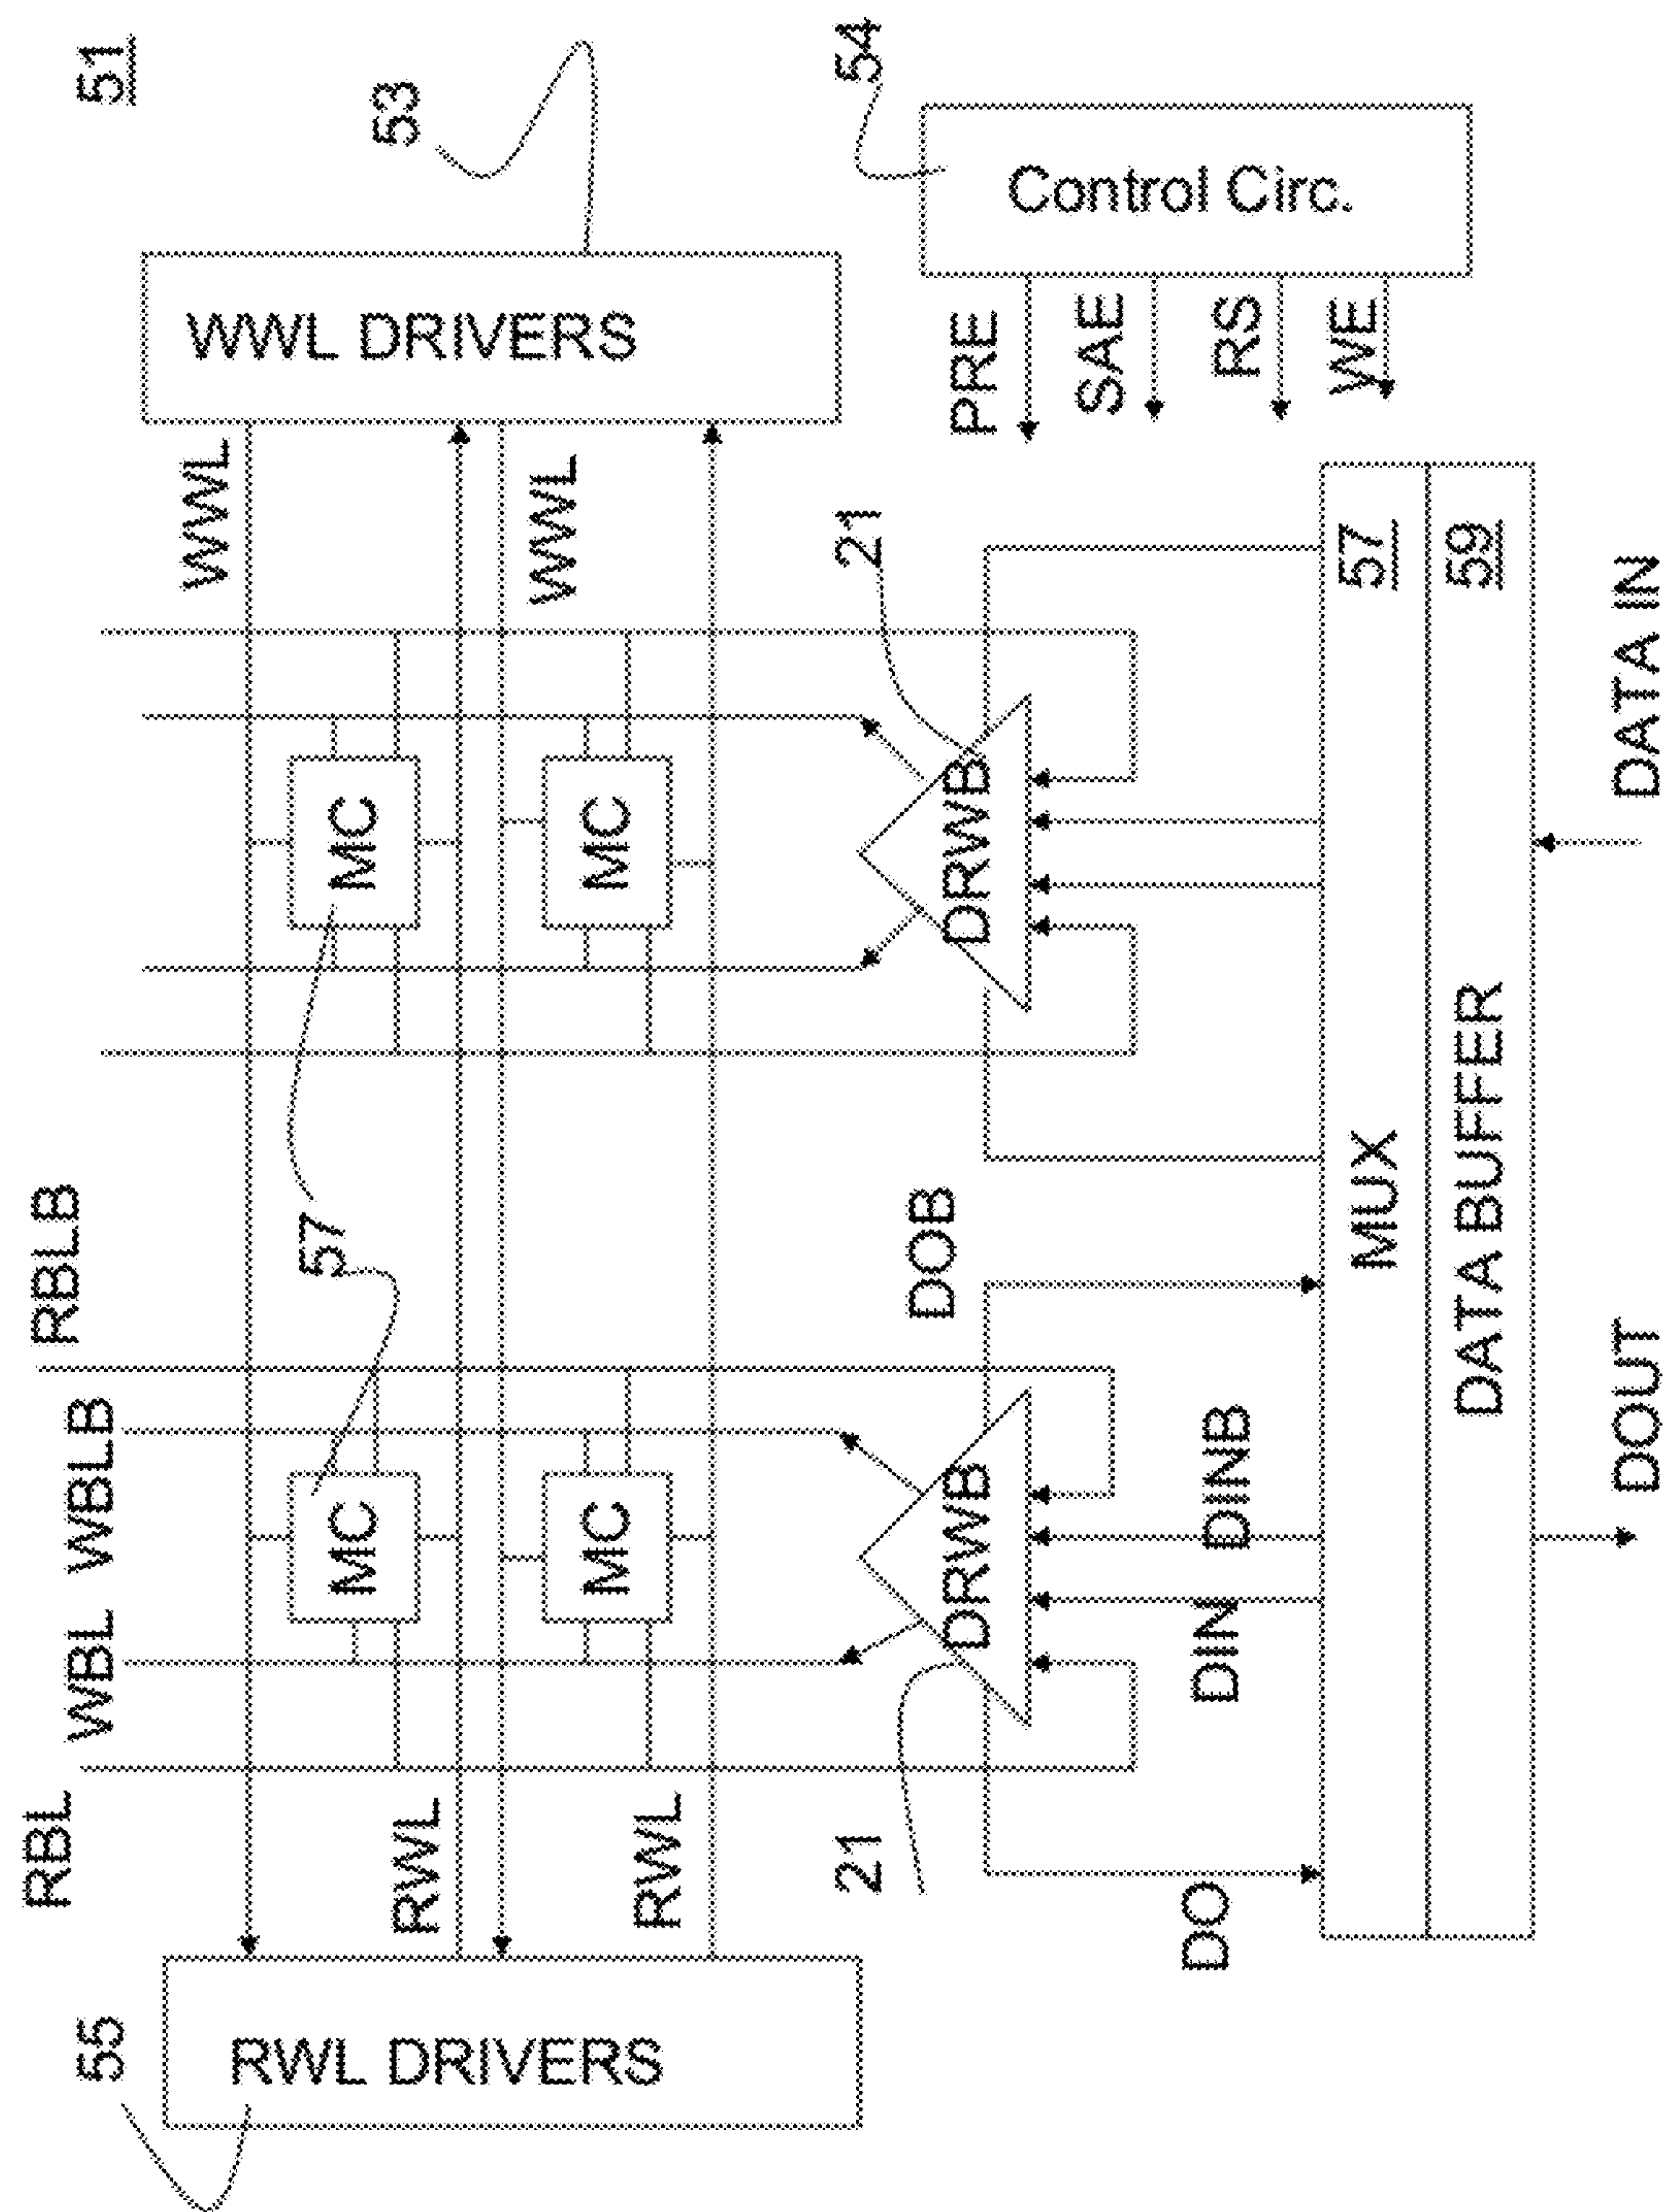 51
53
54
WWL DRIVERS
Control Circ.
PRE
SAE
RS
WE
WWL
WWL
21
57
59
DATA IN
MC
MC
DRWB
57
RBLB
DOB
MUX
DATA BUFFER
WBLB
WBL
MC
MC
DRWB
DINB
DIN
DOUT
RBL
RWL
RWL
21
DO
55
RWL DRIVERS